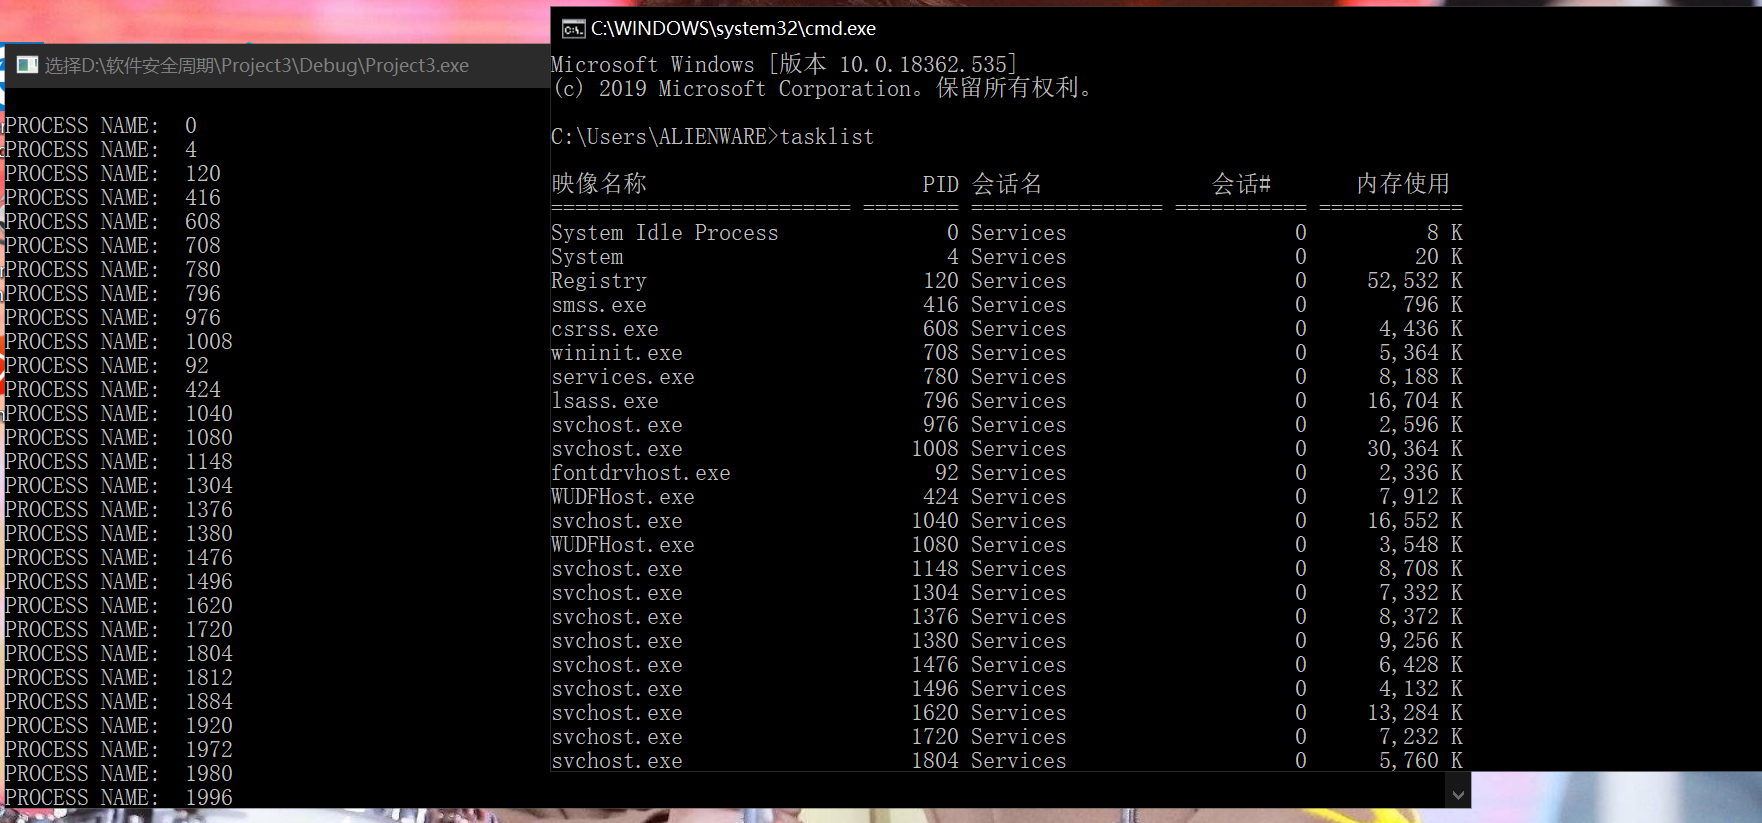 选择D:\软件安全周期\Project3\Debug\Project3.exe
PROCESS NAME:  0
PROCESS NAME:  4
PROCESS NAME:  120
PROCESS NAME:  416
PROCESS NAME:  608
PROCESS NAME:  708
PROCESS NAME:  780
PROCESS NAME:  796
PROCESS NAME:  976
PROCESS NAME:  1008
PROCESS NAME:  92
PROCESS NAME:  424
PROCESS NAME:  1040
PROCESS NAME:  1080
PROCESS NAME:  1148
PROCESS NAME:  1304
PROCESS NAME:  1376
PROCESS NAME:  1380
PROCESS NAME:  1476
PROCESS NAME:  1496
PROCESS NAME:  1620
PROCESS NAME:  1720
PROCESS NAME:  1804
PROCESS NAME:  1812
PROCESS NAME:  1884
PROCESS NAME:  1920
PROCESS NAME:  1972
PROCESS NAME:  1980
PROCESS NAME:  1996
C:\WINDOWS\system32\cmd.exe
Microsoft Windows [版本 10.0.18362.535]
(c) 2019 Microsoft Corporation。保留所有权利。
C:\Users\ALIENWARE>tasklist
映像名称                       PID 会话名              会话#       内存使用
========================= ======== ================ =========== ============
System Idle Process              0 Services                   0          8 K
System                           4 Services                   0         20 K
Registry                       120 Services                   0     52,532 K
smss.exe                       416 Services                   0        796 K
csrss.exe                      608 Services                   0      4,436 K
wininit.exe                    708 Services                   0      5,364 K
services.exe                   780 Services                   0      8,188 K
lsass.exe                      796 Services                   0     16,704 K
svchost.exe                    976 Services                   0      2,596 K
svchost.exe                   1008 Services                   0     30,364 K
fontdrvhost.exe                 92 Services                   0      2,336 K
WUDFHost.exe                   424 Services                   0      7,912 K
svchost.exe                   1040 Services                   0     16,552 K
WUDFHost.exe                  1080 Services                   0      3,548 K
svchost.exe                   1148 Services                   0      8,708 K
svchost.exe                   1304 Services                   0      7,332 K
svchost.exe                   1376 Services                   0      8,372 K
svchost.exe                   1380 Services                   0      9,256 K
svchost.exe                   1476 Services                   0      6,428 K
svchost.exe                   1496 Services                   0      4,132 K
svchost.exe                   1620 Services                   0     13,284 K
svchost.exe                   1720 Services                   0      7,232 K
svchost.exe                   1804 Services                   0      5,760 K